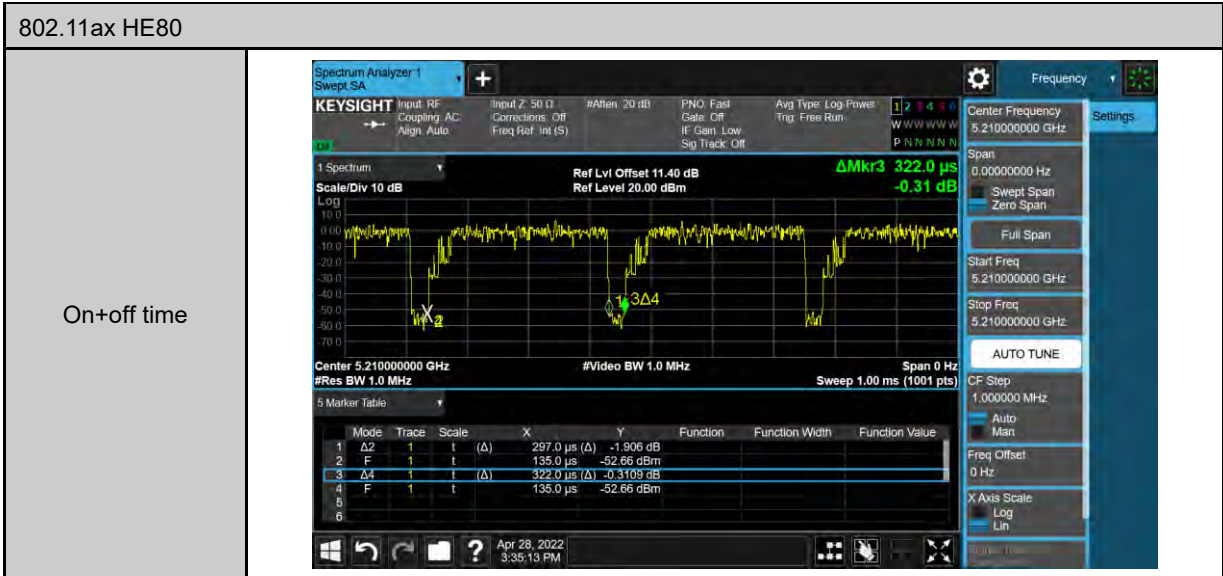 802.11ax HE80
On+off time
Spectrum Analyzer 1
Swept SA
+
Frequency
KEYSIGHT
Input: RF
Coupling: AC
Align: Auto
Input Z: 50 Ω
Corrections: Off
Freq Ref: Int (S)
#Atten: 20 dB
PNO: Fast
Gate: Off
IF Gain: Low
Sig Track: Off
Avg Type: Log-Power
Trig: Free Run
1 2 3 4 5 6
W W W W W W
P N N N N N
Center Frequency
5.210000000 GHz
Settings
Span
0.00000000 Hz
Swept Span
Zero Span
Full Span
Start Freq
5.210000000 GHz
Stop Freq
5.210000000 GHz
AUTO TUNE
CF Step
1.000000 MHz
Auto
Man
Freq Offset
0 Hz
X Axis Scale
Log
Lin
1 Spectrum
Scale/Div 10 dB
Ref Lvl Offset 11.40 dB
Ref Level 20.00 dBm
ΔMkr3 322.0 µs
-0.31 dB
Log
10.0
0.00
-10.0
-20.0
-30.0
-40.0
-50.0
-60.0
-70.0
X2
1
3Δ4
Center 5.210000000 GHz
#Video BW 1.0 MHz
Span 0 Hz
#Res BW 1.0 MHz
Sweep 1.00 ms (1001 pts)
5 Marker Table
Mode Trace Scale X Y Function Function Width Function Value
1 Δ2 1 t (Δ) 297.0 µs (Δ) -1.906 dB
2 F 1 t 135.0 µs -52.66 dBm
3 Δ4 1 t (Δ) 322.0 µs (Δ) -0.3109 dB
4 F 1 t 135.0 µs -52.66 dBm
5
6
?
Apr 28, 2022
3:35:13 PM